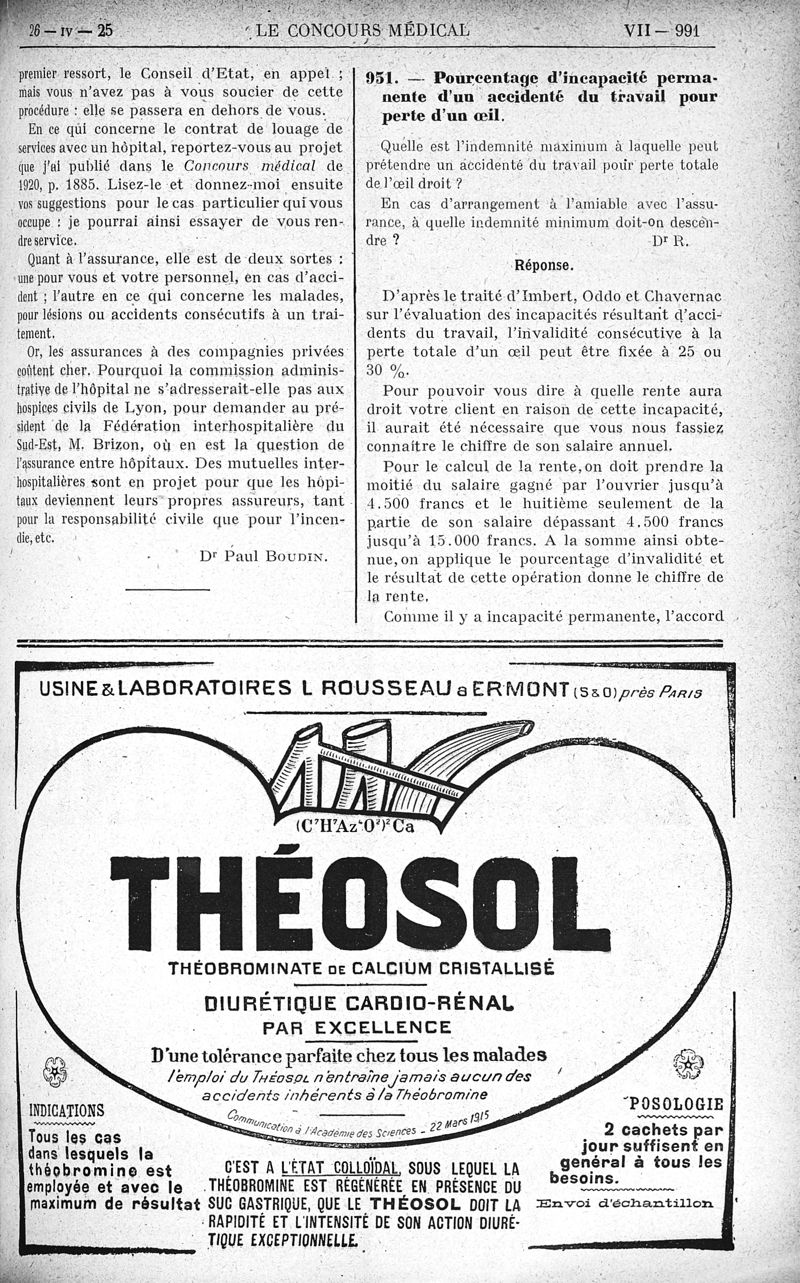 26 — IV — 25
LE CONCOURS MÉDICAL
VII — 991
premier ressort, le Conseil d'Etat, en appel ;
mais vous n'avez pas à vous soucier de cette
procédure : elle se passera en dehors de vous.
En ce qui concerne le contrat de louage de
services avec un hôpital, reportez-vous au projet
que j'ai publié dans le Concours médical de
1920, p. 1885. Lisez-le et donnez-moi ensuite
vos suggestions pour le cas particulier qui vous
occupe : je pourrai ainsi essayer de vous ren-
dre service.
Quant à l'assurance, elle est de deux sortes :
une pour vous et votre personnel, en cas d'acci-
dent ; l'autre en ce qui concerne les malades,
pour lésions ou accidents consécutifs à un trai-
tement.
Or, les assurances à des compagnies privées
coûtent cher. Pourquoi la commission adminis-
trative de l'hôpital ne s'adresserait-elle pas aux
hospices civils de Lyon, pour demander au pré-
sident de la Fédération interhospitalière du
Sud-Est, M. Brizon, où en est la question de
l'assurance entre hôpitaux. Des mutuelles inter-
hospitalières sont en projet pour que les hôpi-
taux deviennent leurs propres assureurs, tant
pour la responsabilité civile que pour l'incen-
die, etc.
Dr Paul BOUDIN.
951. — Pourcentage d'incapacité perma-
nente d'un accidenté du travail pour
perte d'un œil.
Quelle est l'indemnité maximum à laquelle peut
prétendre un accidenté du travail pour perte totale
de l'œil droit ?
En cas d'arrangement à l'amiable avec l'assu-
rance, à quelle indemnité minimum doit-on descen-
dre ? Dr R.
Réponse.
D'après le traité d'Imbert, Oddo et Chavernac
sur l'évaluation des incapacités résultant d'acci-
dents du travail, l'invalidité consécutive à la
perte totale d'un œil peut être fixée à 25 ou
30 %.
Pour pouvoir vous dire à quelle rente aura
droit votre client en raison de cette incapacité,
il aurait été nécessaire que vous nous fassiez
connaître le chiffre de son salaire annuel.
Pour le calcul de la rente, on doit prendre la
moitié du salaire gagné par l'ouvrier jusqu'à
4.500 francs et le huitième seulement de la
partie de son salaire dépassant 4.500 francs
jusqu'à 15.000 francs. A la somme ainsi obte-
nue, on applique le pourcentage d'invalidité et
le résultat de cette opération donne le chiffre de
la rente.
Comme il y a incapacité permanente, l'accord
USINE & LABORATOIRES L ROUSSEAU a ERMONT (S & O) près PARIS
(C⁷H⁷Az⁴O²)²Ca
THÉOSOL
THÉOBROMINATE DE CALCIUM CRISTALLISÉ
DIURÉTIQUE CARDIO-RÉNAL
PAR EXCELLENCE
D'une tolérance parfaite chez tous les malades
l'emploi du THÉOSOL n'entraîne jamais aucun des
accidents inhérents à la Théobromine
Communication à l'Académie des Sciences - 22 Mars 1915
INDICATIONS
Tous les cas
dans lesquels la
théobromine est
employée et avec le
maximum de résultat
C'EST A L'ÉTAT COLLOÏDAL, SOUS LEQUEL LA
THÉOBROMINE EST RÉGÉNÉRÉE EN PRÉSENCE DU
SUC GASTRIQUE, QUE LE THÉOSOL DOIT LA
RAPIDITÉ ET L'INTENSITÉ DE SON ACTION DIURÉ-
TIQUE EXCEPTIONNELLE.
POSOLOGIE
2 cachets par
jour suffisent en
général à tous les
besoins.
Envoi d'échantillon